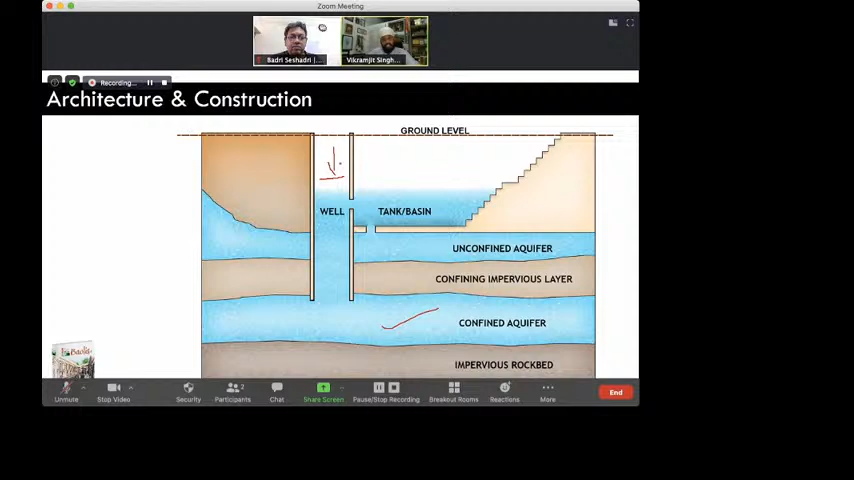 Zoom Meeting
Badri Seshadri |...
Vikramjit Singh...
Recording...
Architecture & Construction
GROUND LEVEL
WELL
TANK/BASIN
UNCONFINED AQUIFER
CONFINING IMPERVIOUS LAYER
CONFINED AQUIFER
IMPERVIOUS ROCKBED
Unmute
Stop Video
Security
Participants
2
Chat
Share Screen
Pause/Stop Recording
Breakout Rooms
Reactions
More
End